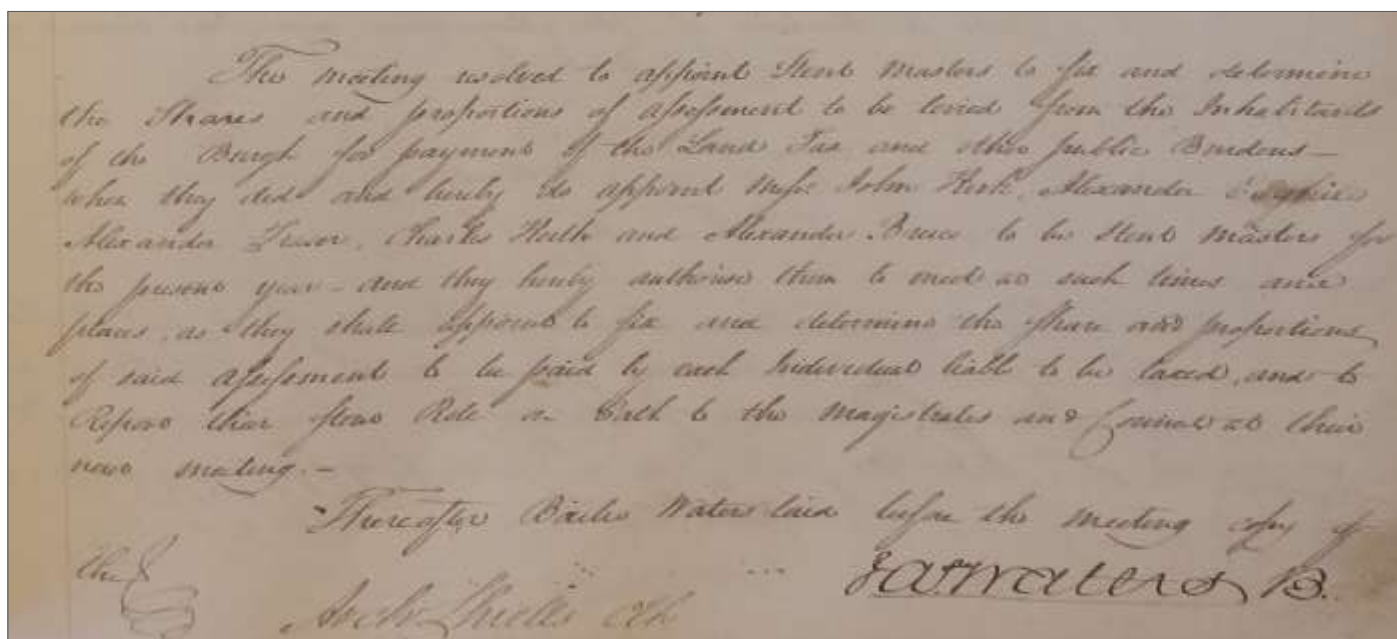 The meeting resolved to appoint Stent Masters to fix and determine
the Shares and proportions of assessment to be levied from the Inhabitants
of the Burgh for payment of the Land Tax and other public Burdens —
when they did and hereby do appoint Messrs John Kirk, Alexander
Alexander Fraser, Charles Keith and Alexander Bruce to be Stent Masters for
the present year — and they hereby authorise them to meet at such times and
places, as they shall appoint to fix and determine the share and proportions
of said assessment to be paid by each Individual liable to be taxed, and to
Report their Stent Role on Oath to the Magistrates and Council at their
next meeting. —
Thereafter Bailie Waters laid before the meeting copy of
the
Waters B.